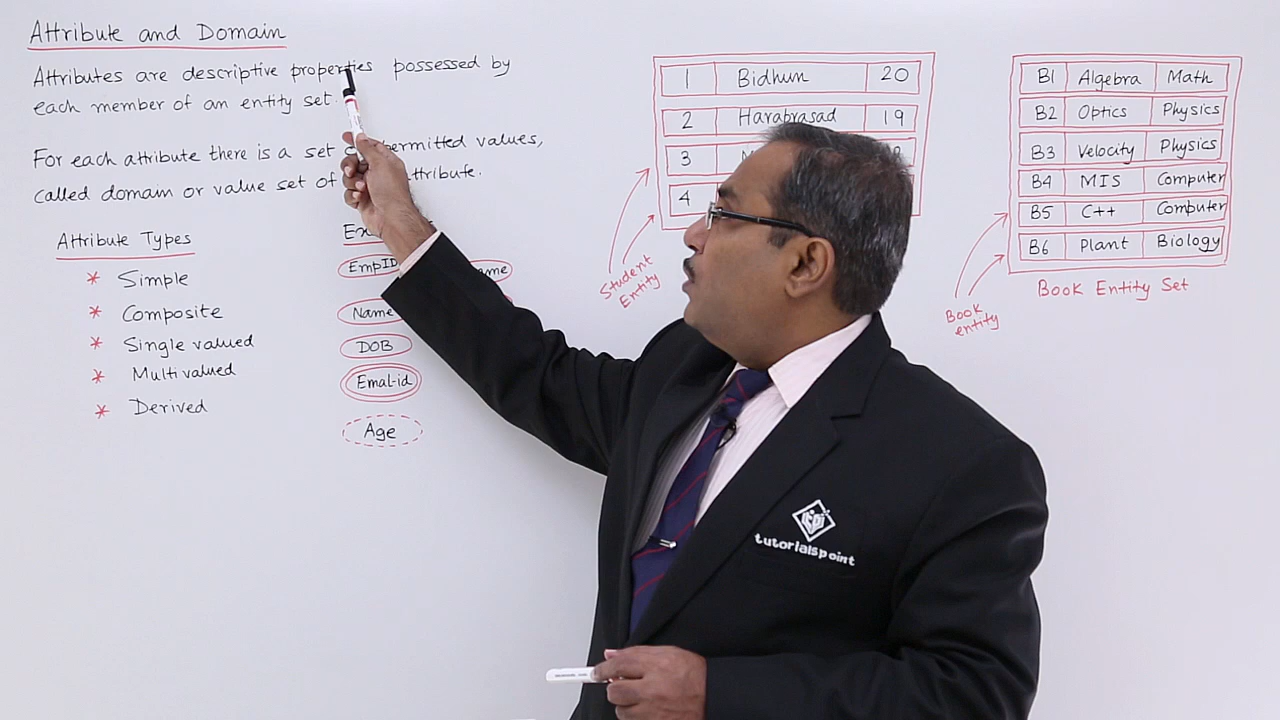 Attribute and Domain
Attributes are descriptive properties possessed by
each member of an entity set.
For each attribute there is a set permitted values,
called domain or value set of attribute.
Attribute Types
* Simple
* Composite
* Single valued
* Multivalued
* Derived
EmpID
Name
DOB
Emal-id
Age
1 Bidhun 20
2 Haraprasad 19
3
4
Student
Entity
B1 Algebra Math
B2 Optics Physics
B3 Velocity Physics
B4 MIS Computer
B5 C++ Computer
B6 Plant Biology
Book Entity Set
Book
entity
tutorialspoint